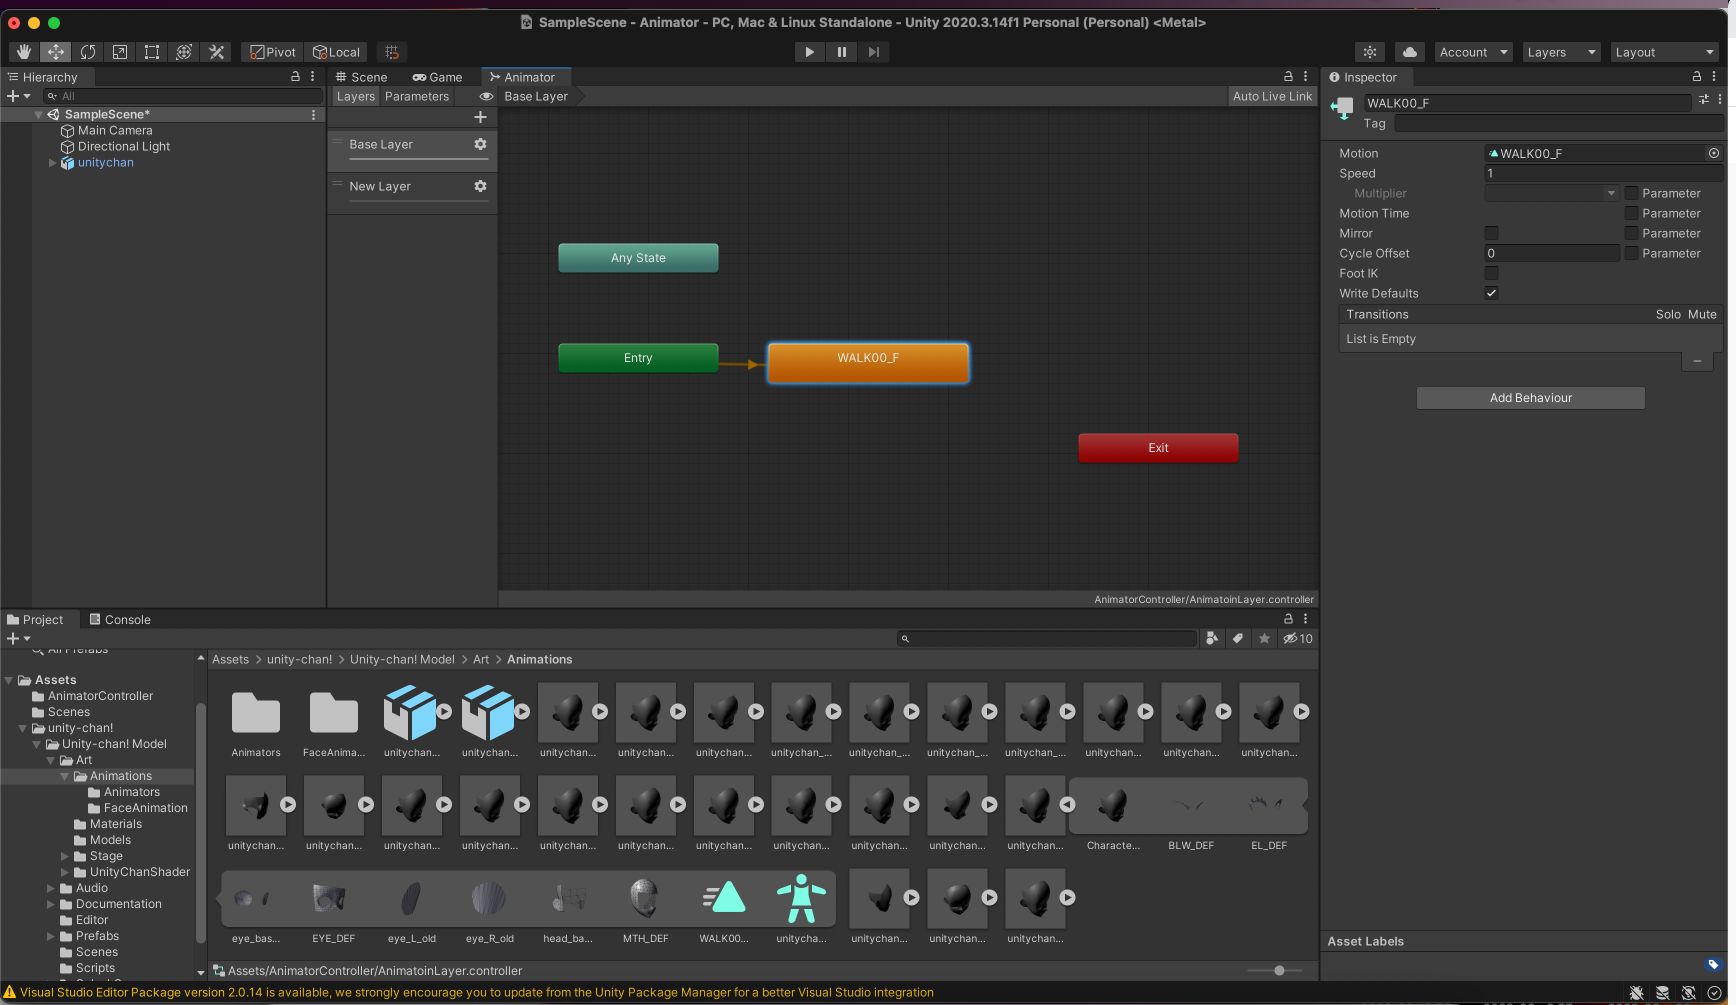 SampleScene - Animator - PC, Mac & Linux Standalone - Unity 2020.3.14f1 Personal (Personal) <Metal>
Pivot Local Account Layers Layout
Hierarchy
All
SampleScene*
Main Camera
Directional Light
unitychan
Scene Game Animator
Layers Parameters Base Layer Auto Live Link
Base Layer
New Layer
Any State
Entry
WALK00_F
Exit
AnimatorController/AnimatoinLayer.controller
Inspector
WALK00_F
Tag
Motion WALK00_F
Speed 1
Multiplier Parameter
Motion Time Parameter
Mirror Parameter
Cycle Offset 0 Parameter
Foot IK
Write Defaults
Transitions Solo Mute
List is Empty
Add Behaviour
Asset Labels
Project Console
10
All Prefabs
Assets
AnimatorController
Scenes
unity-chan!
Unity-chan! Model
Art
Animations
Animators
FaceAnimation
Materials
Models
Stage
UnityChanShader
Audio
Documentation
Editor
Prefabs
Scenes
Scripts
Assets > unity-chan! > Unity-chan! Model > Art > Animations
Animators FaceAnima... unitychan... unitychan... unitychan... unitychan... unitychan... unitychan_... unitychan_... unitychan_... unitychan_... unitychan... unitychan... unitychan...
unitychan... unitychan... unitychan... unitychan... unitychan... unitychan... unitychan... unitychan... unitychan... unitychan... unitychan... Characte... BLW_DEF EL_DEF
eye_bas... EYE_DEF eye_L_old eye_R_old head_ba... MTH_DEF WALK00... unitycha... unitychan... unitychan... unitychan...
Assets/AnimatorController/AnimatoinLayer.controller
Visual Studio Editor Package version 2.0.14 is available, we strongly encourage you to update from the Unity Package Manager for a better Visual Studio integration